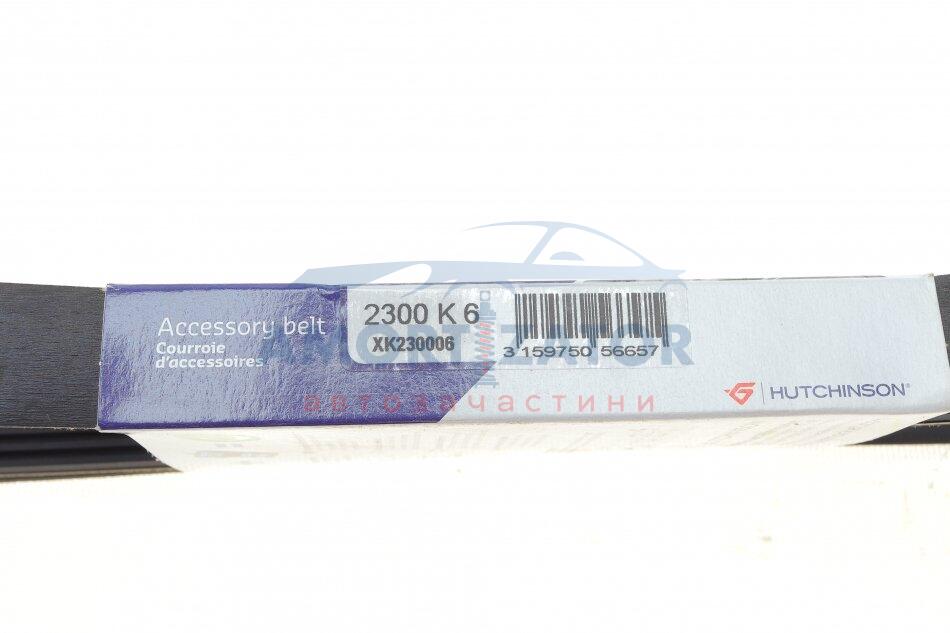 Accessory belt
Courroie
d'accessoires
2300 K 6
XK230006
3 159750 56657
HUTCHINSON®
AMORTIZATOR
автозапчастини